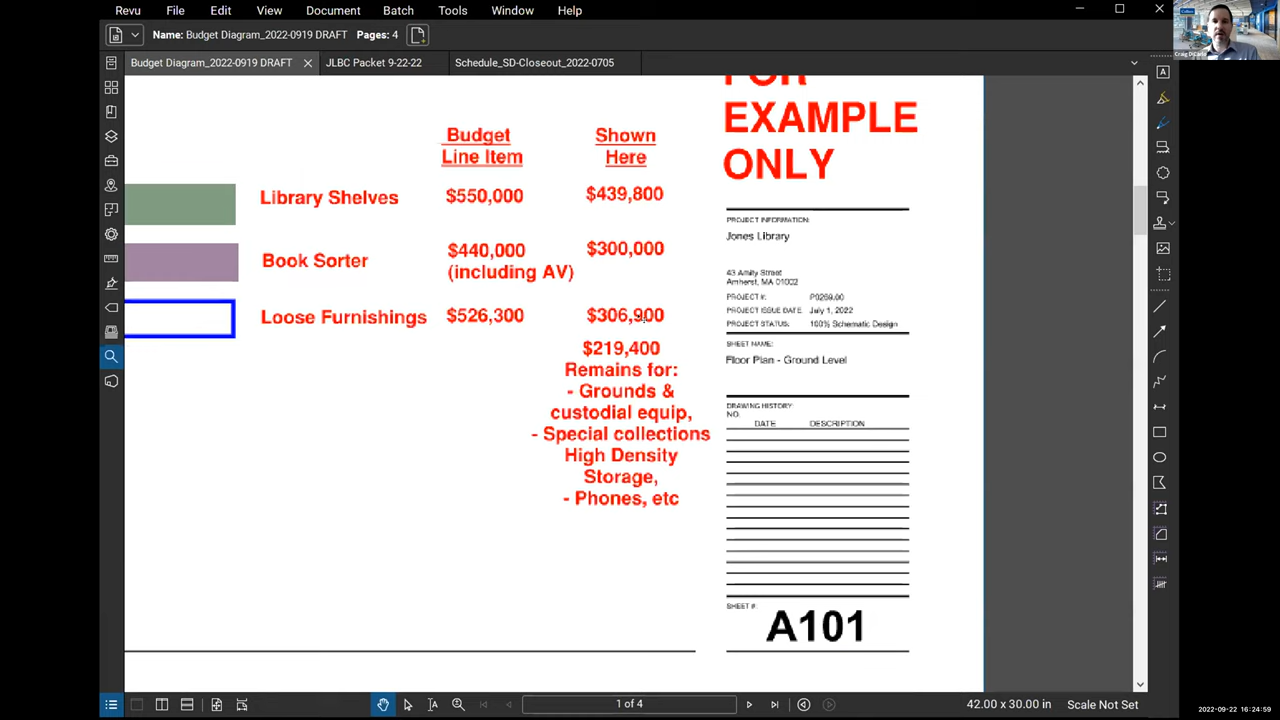 Revu File Edit View Document Batch Tools Window Help
Name: Budget Diagram_2022-0919 DRAFT Pages: 4
Budget Diagram_2022-0919 DRAFT
JLBC Packet 9-22-22
Schedule_SD-Closeout_2022-0705
FOR
EXAMPLE
ONLY
Budget
Line Item
Shown
Here
Library Shelves $550,000 $439,800
Book Sorter $440,000 $300,000
(including AV)
Loose Furnishings $526,300 $306,900
$219,400
Remains for:
- Grounds &
custodial equip,
- Special collections
High Density
Storage,
- Phones, etc
PROJECT INFORMATION:
Jones Library
43 Amity Street
Amherst, MA 01002
PROJECT #: P0269.00
PROJECT ISSUE DATE: July 1, 2022
PROJECT STATUS: 100% Schematic Design
SHEET NAME:
Floor Plan - Ground Level
DRAWING HISTORY:
NO. DATE DESCRIPTION
SHEET #:
A101
1 of 4
42.00 x 30.00 in
Scale Not Set
2022-09-22 16:24:59